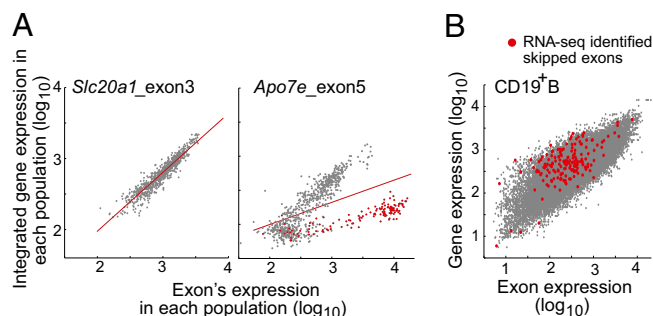 A
B
RNA-seq identified
skipped exons
Integrated gene expression in
each population (log10)
Slc20a1_exon3
Apo7e_exon5
4
3
2
2
3
4
2
3
4
Exon's expression
in each population (log10)
CD19+B
Gene expression (log10)
4
3
2
1
1
2
3
4
Exon expression
(log10)